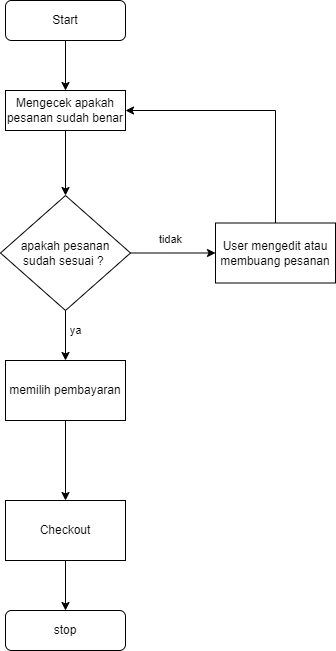 Start
Mengecek apakah
pesanan sudah benar
apakah pesanan
sudah sesuai ?
tidak
User mengedit atau
membuang pesanan
ya
memilih pembayaran
Checkout
stop